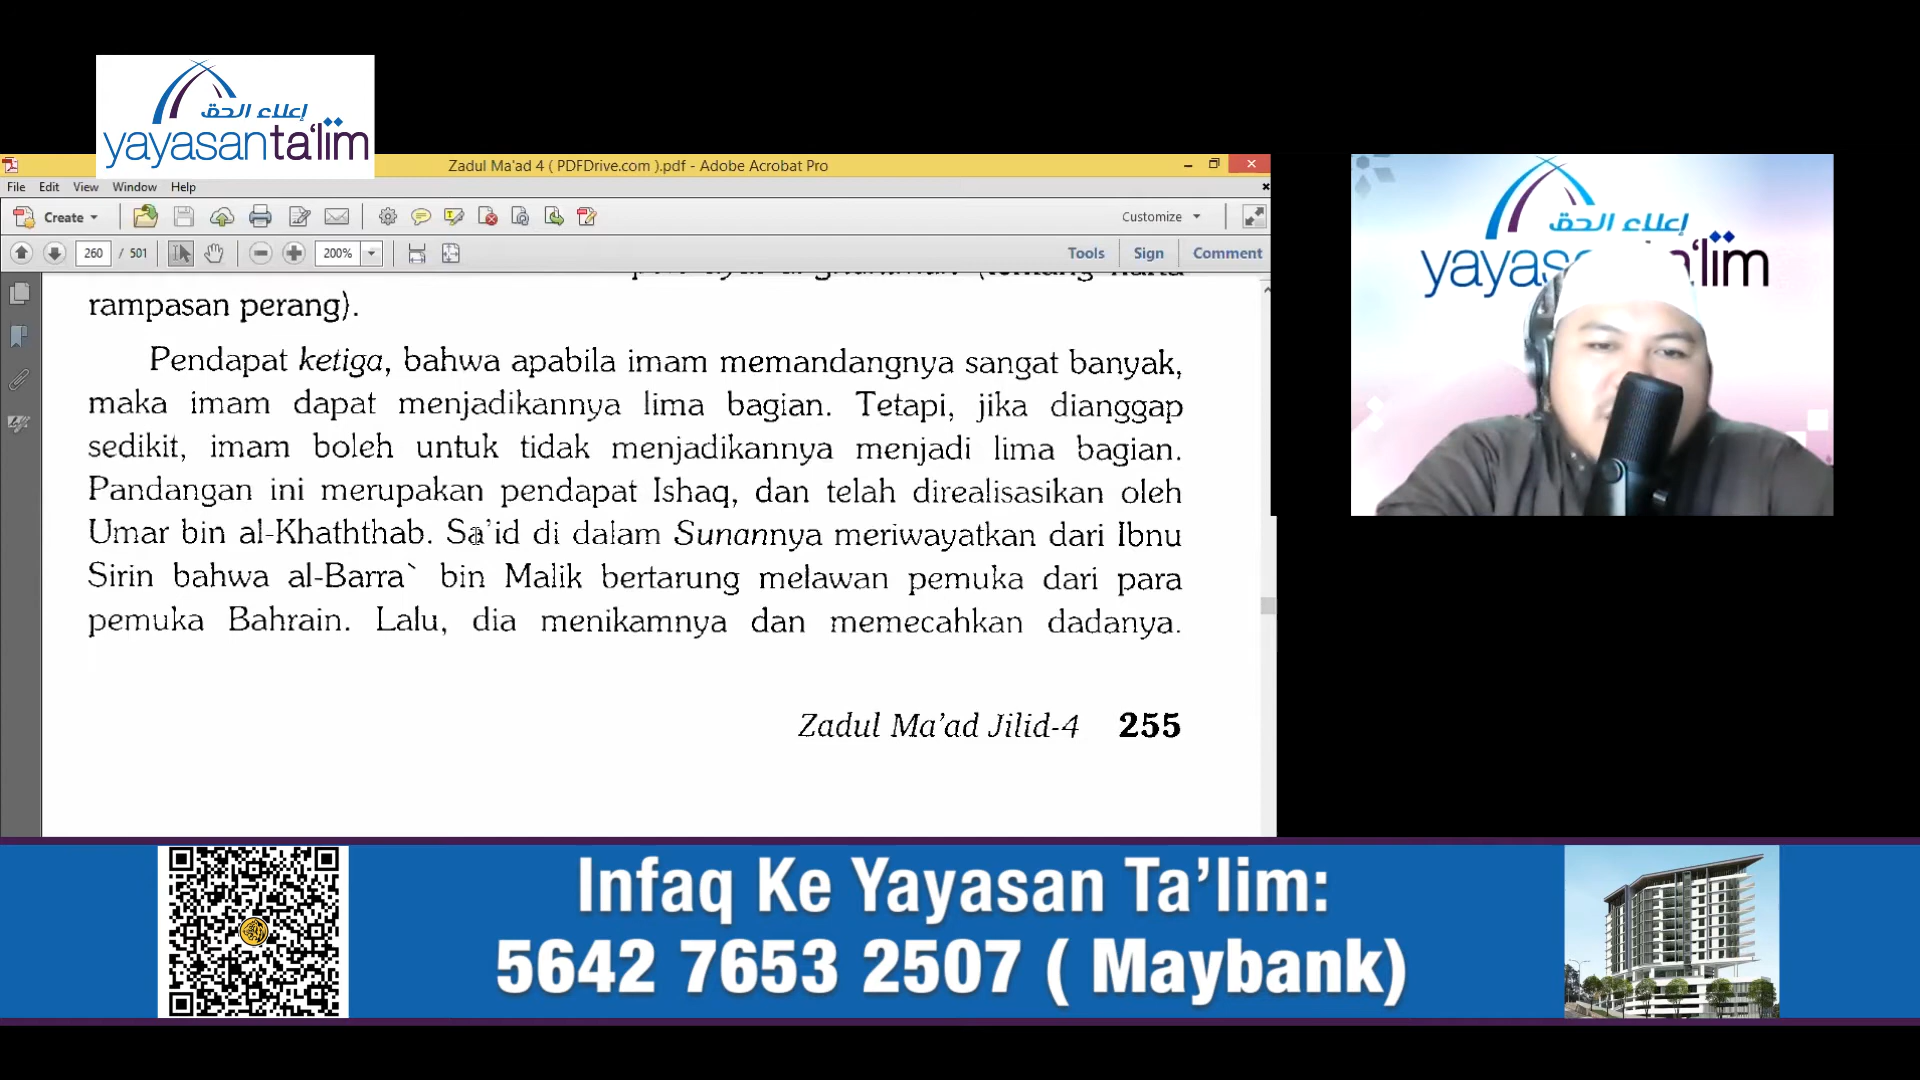 إعلاء الحق
yayasanta'lim
Zadul Ma'ad 4 ( PDFDrive.com ).pdf - Adobe Acrobat Pro
File Edit View Window Help
Create Customize
260 / 501 200% Tools Sign Comment
rampasan perang).
Pendapat ketiga, bahwa apabila imam memandangnya sangat banyak,
maka imam dapat menjadikannya lima bagian. Tetapi, jika dianggap
sedikit, imam boleh untuk tidak menjadikannya menjadi lima bagian.
Pandangan ini merupakan pendapat Ishaq, dan telah direalisasikan oleh
Umar bin al-Khaththab. Sa'id di dalam Sunannya meriwayatkan dari Ibnu
Sirin bahwa al-Barra` bin Malik bertarung melawan pemuka dari para
pemuka Bahrain. Lalu, dia menikamnya dan memecahkan dadanya.
Zadul Ma'ad Jilid-4 255
إعلاء الحق
Infaq Ke Yayasan Ta'lim:
5642 7653 2507 ( Maybank)